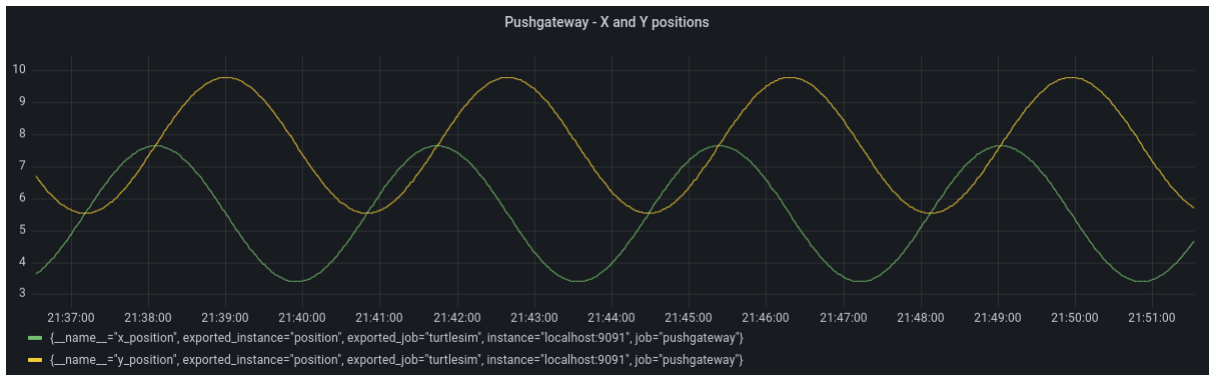 Pushgateway - X and Y positions
10
9
8
7
6
5
4
3
21:37:00 21:38:00 21:39:00 21:40:00 21:41:00 21:42:00 21:43:00 21:44:00 21:45:00 21:46:00 21:47:00 21:48:00 21:49:00 21:50:00 21:51:00
{__name__="x_position", exported_instance="position", exported_job="turtlesim", instance="localhost:9091", job="pushgateway"}
{__name__="y_position", exported_instance="position", exported_job="turtlesim", instance="localhost:9091", job="pushgateway"}